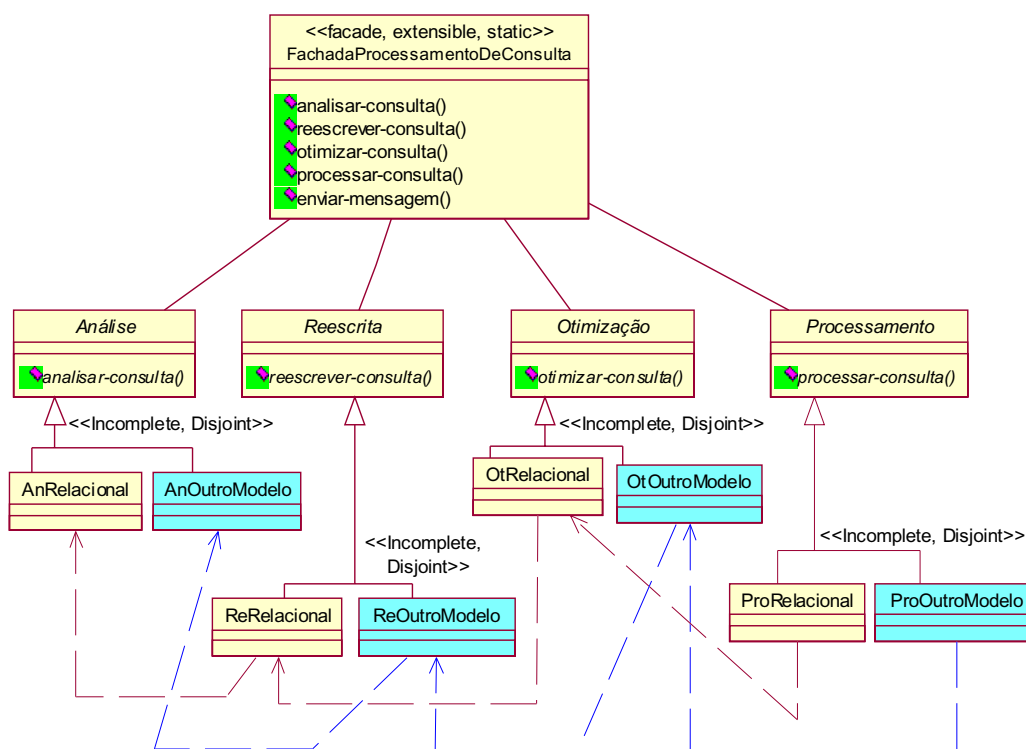 <<facade, extensible, static>>
FachadaProcessamentoDeConsulta
analisar-consulta()
reescrever-consulta()
otimizar-consulta()
processar-consulta()
enviar-mensagem()
Análise
Reescrita
Otimização
Processamento
analisar-consulta()
reescrever-consulta()
otimizar-consulta()
processar-consulta()
<<Incomplete, Disjoint>>
<<Incomplete, Disjoint>>
AnRelacional
AnOutroModelo
OtRelacional
OtOutroModelo
<<Incomplete,
Disjoint>>
<<Incomplete, Disjoint>>
ReRelacional
ReOutroModelo
ProRelacional
ProOutroModelo